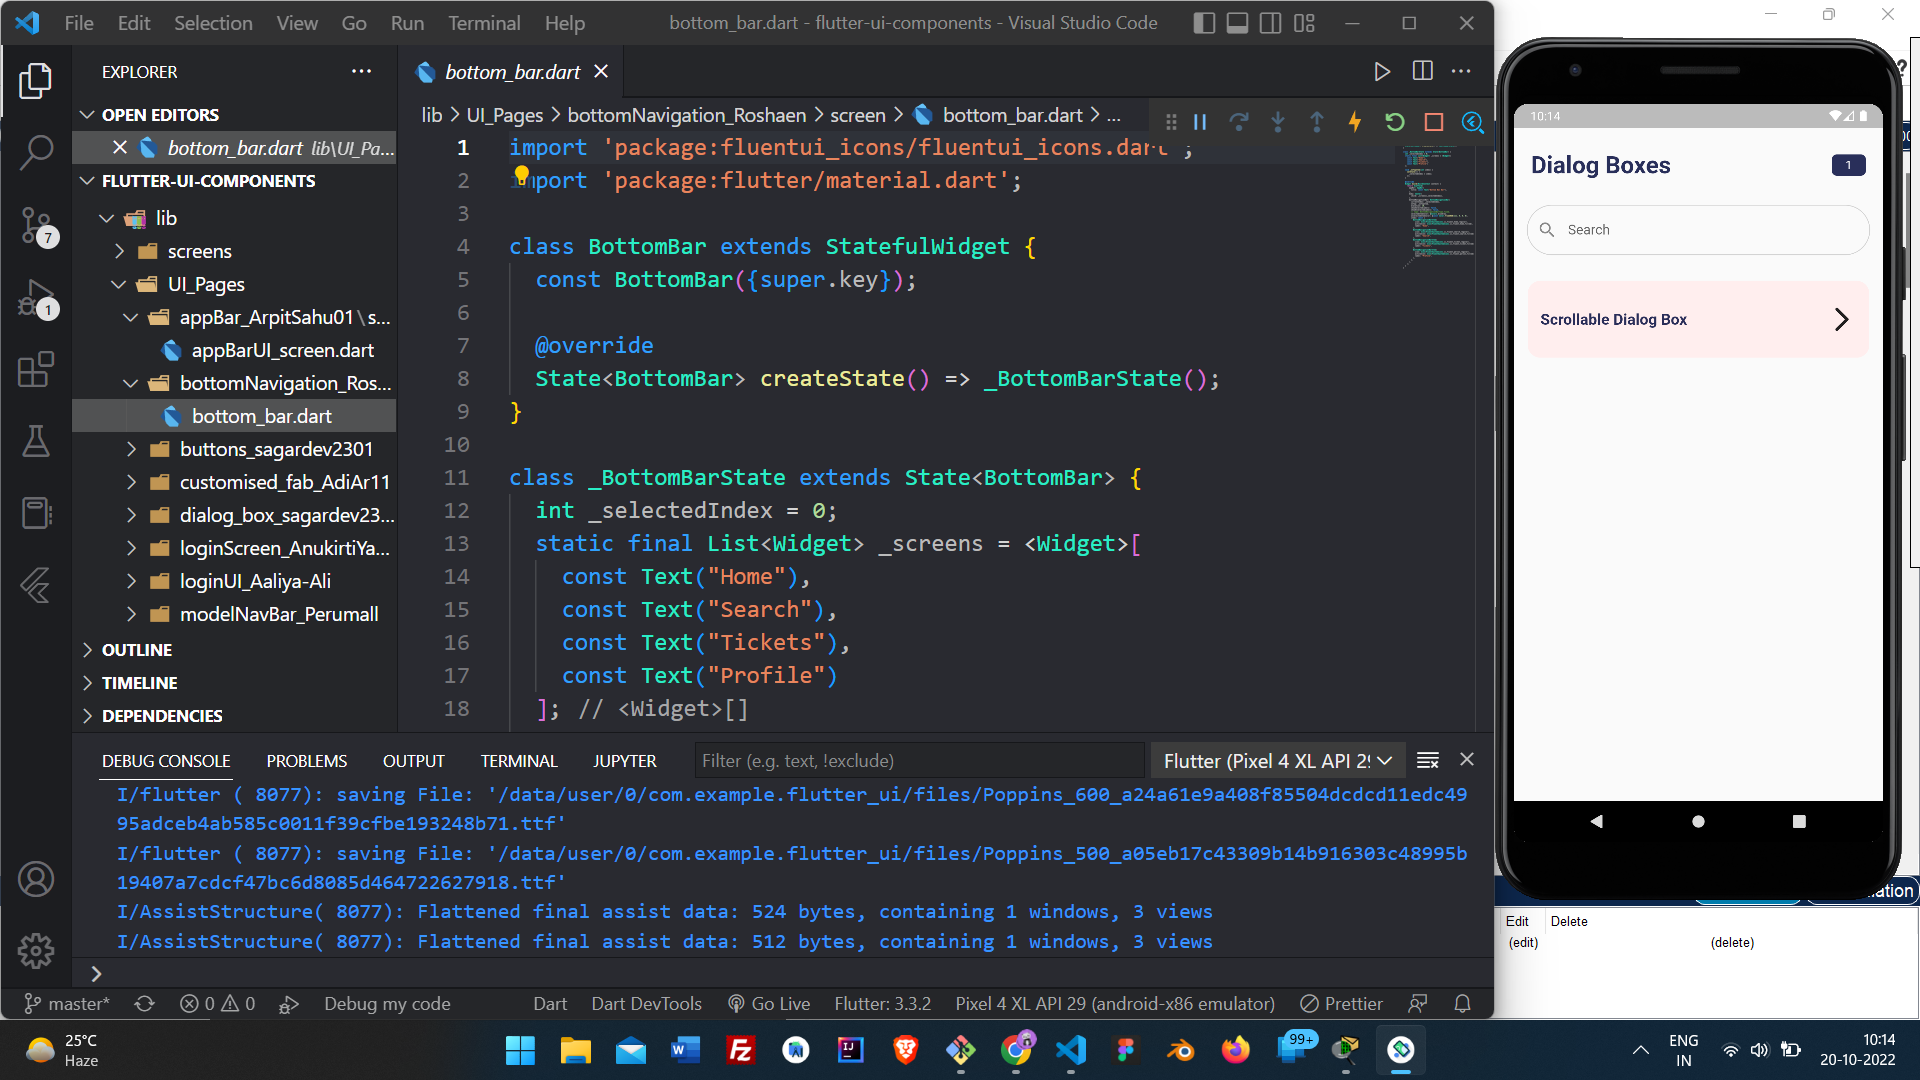 File Edit Selection View Go Run Terminal Help
bottom_bar.dart - flutter-ui-components - Visual Studio Code
EXPLORER
OPEN EDITORS
bottom_bar.dart lib\UI_Pa...
FLUTTER-UI-COMPONENTS
lib
screens
UI_Pages
appBar_ArpitSahu01\s...
appBarUI_screen.dart
bottomNavigation_Ros...
bottom_bar.dart
buttons_sagardev2301
customised_fab_AdiAr11
dialog_box_sagardev23...
loginScreen_AnukirtiYa...
loginUI_Aaliya-Ali
modelNavBar_Perumall
OUTLINE
TIMELINE
DEPENDENCIES
7
1
bottom_bar.dart
lib > UI_Pages > bottomNavigation_Roshaen > screen > bottom_bar.dart > ...
1 import 'package:fluentui_icons/fluentui_icons.dart';
2 import 'package:flutter/material.dart';
3
4 class BottomBar extends StatefulWidget {
5 const BottomBar({super.key});
6
7 @override
8 State<BottomBar> createState() => _BottomBarState();
9 }
10
11 class _BottomBarState extends State<BottomBar> {
12 int _selectedIndex = 0;
13 static final List<Widget> _screens = <Widget>[
14 const Text("Home"),
15 const Text("Search"),
16 const Text("Tickets"),
17 const Text("Profile")
18 ]; // <Widget>[]
DEBUG CONSOLE PROBLEMS OUTPUT TERMINAL JUPYTER
Filter (e.g. text, !exclude)
Flutter (Pixel 4 XL API 29
I/flutter ( 8077): saving File: '/data/user/0/com.example.flutter_ui/files/Poppins_600_a24a61e9a408f85504dcdcd11edc49
95adceb4ab585c0011f39cfbe193248b71.ttf'
I/flutter ( 8077): saving File: '/data/user/0/com.example.flutter_ui/files/Poppins_500_a05eb17c43309b14b916303c48995b
19407a7cdcf47bc6d8085d464722627918.ttf'
I/AssistStructure( 8077): Flattened final assist data: 524 bytes, containing 1 windows, 3 views
I/AssistStructure( 8077): Flattened final assist data: 512 bytes, containing 1 windows, 3 views
master* 0 0 Debug my code Dart Dart DevTools Go Live Flutter: 3.3.2 Pixel 4 XL API 29 (android-x86 emulator) Prettier
10:14
Dialog Boxes 1
Search
Scrollable Dialog Box
Edit Delete
(edit) (delete)
25°C
Haze
99+
ENG
IN
10:14
20-10-2022